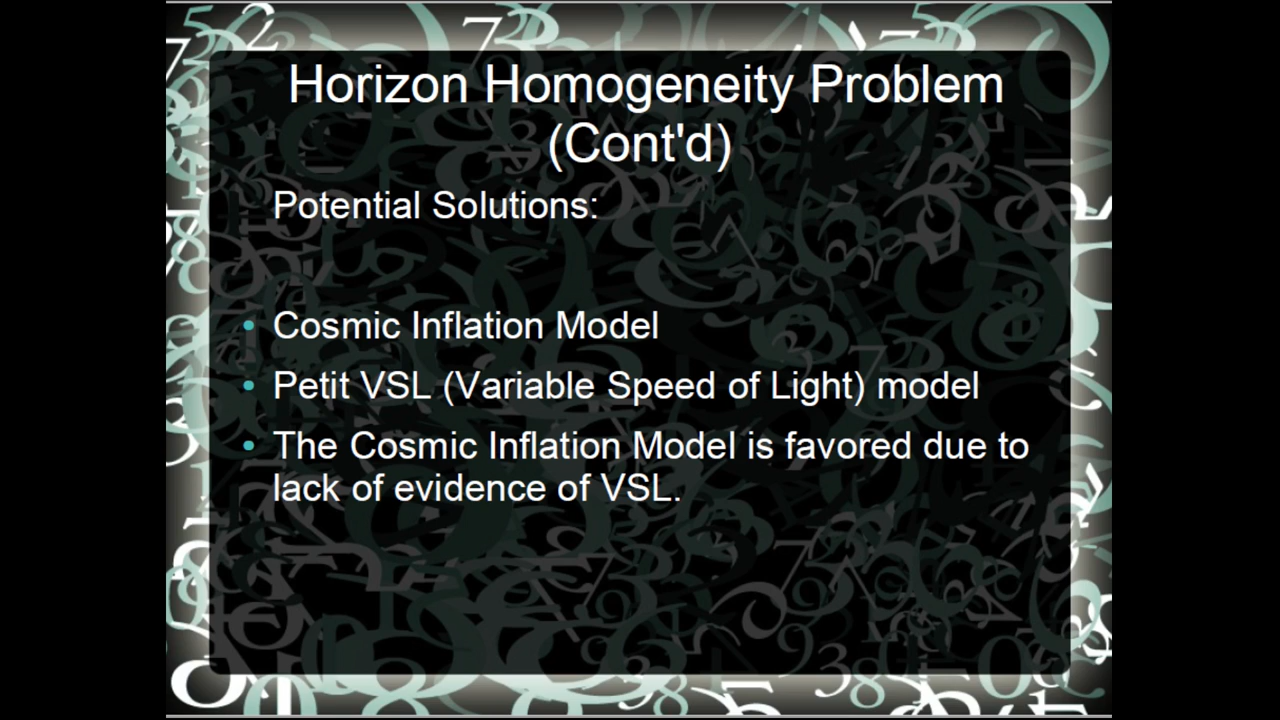 Horizon Homogeneity Problem
(Cont'd)
Potential Solutions:
• Cosmic Inflation Model
• Petit VSL (Variable Speed of Light) model
• The Cosmic Inflation Model is favored due to
lack of evidence of VSL.